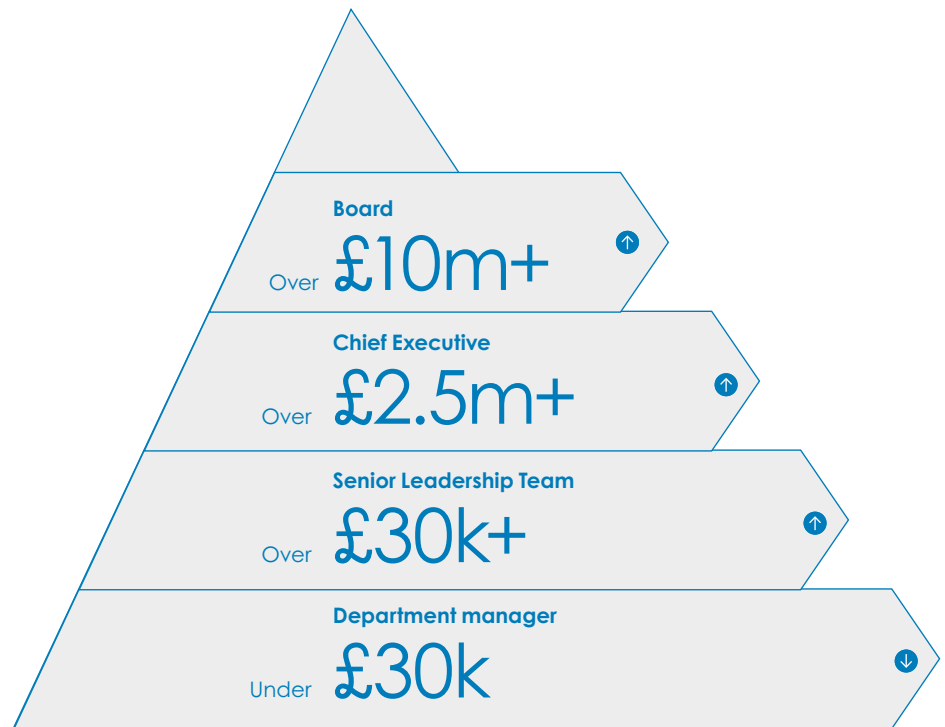 Board
Over £10m+
Chief Executive
Over £2.5m+
Senior Leadership Team
Over £30k+
Department manager
Under £30k